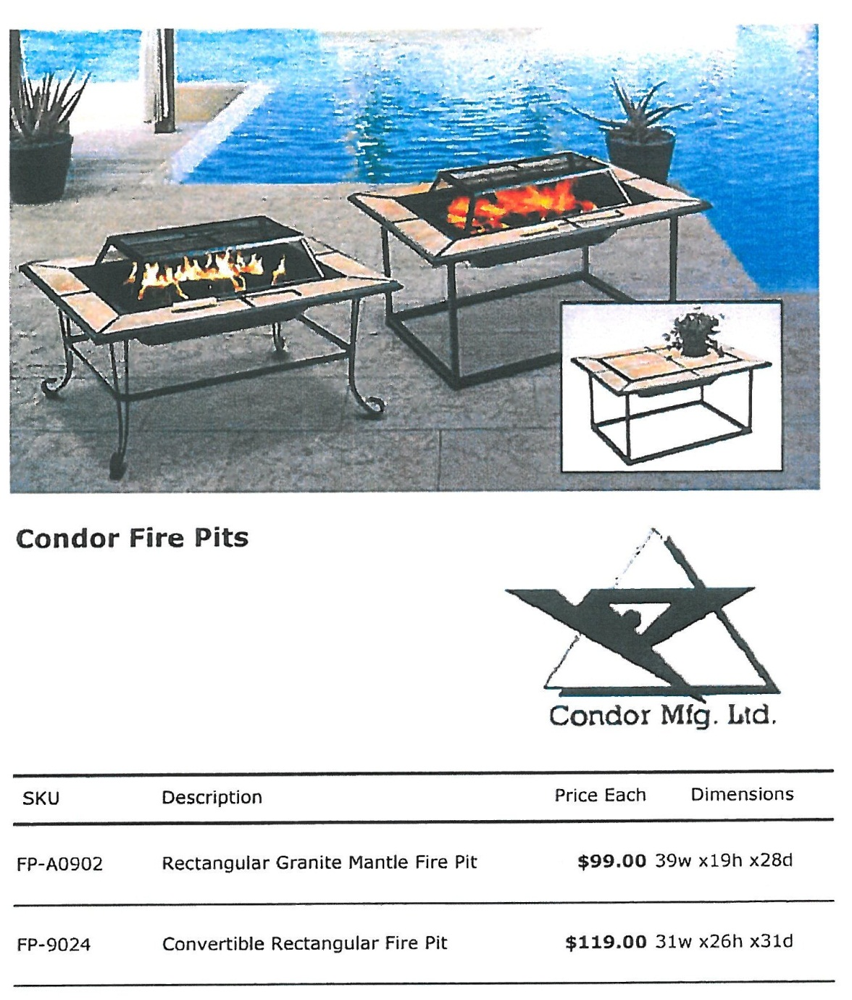 Condor Fire Pits
Condor Mfg. Ltd.
SKU Description Price Each Dimensions
FP-A0902 Rectangular Granite Mantle Fire Pit $99.00 39w x19h x28d
FP-9024 Convertible Rectangular Fire Pit $119.00 31w x26h x31d